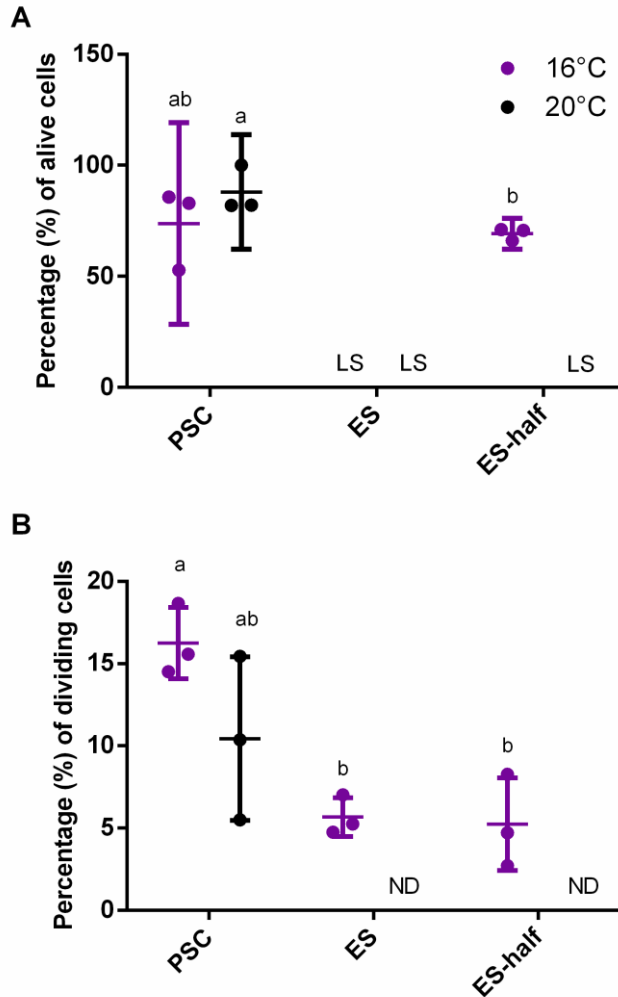 A
Percentage (%) of alive cells
150
100
50
0
16°C
20°C
ab
a
b
LS
LS
LS
PSC
ES
ES-half
B
Percentage (%) of dividing cells
20
15
10
5
0
a
ab
b
b
ND
ND
PSC
ES
ES-half